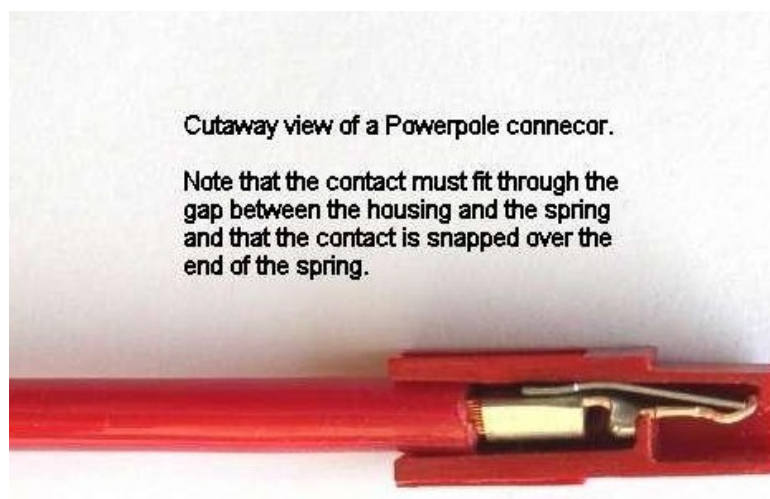 Cutaway view of a Powerpole connecor.
Note that the contact must fit through the
gap between the housing and the spring
and that the contact is snapped over the
end of the spring.